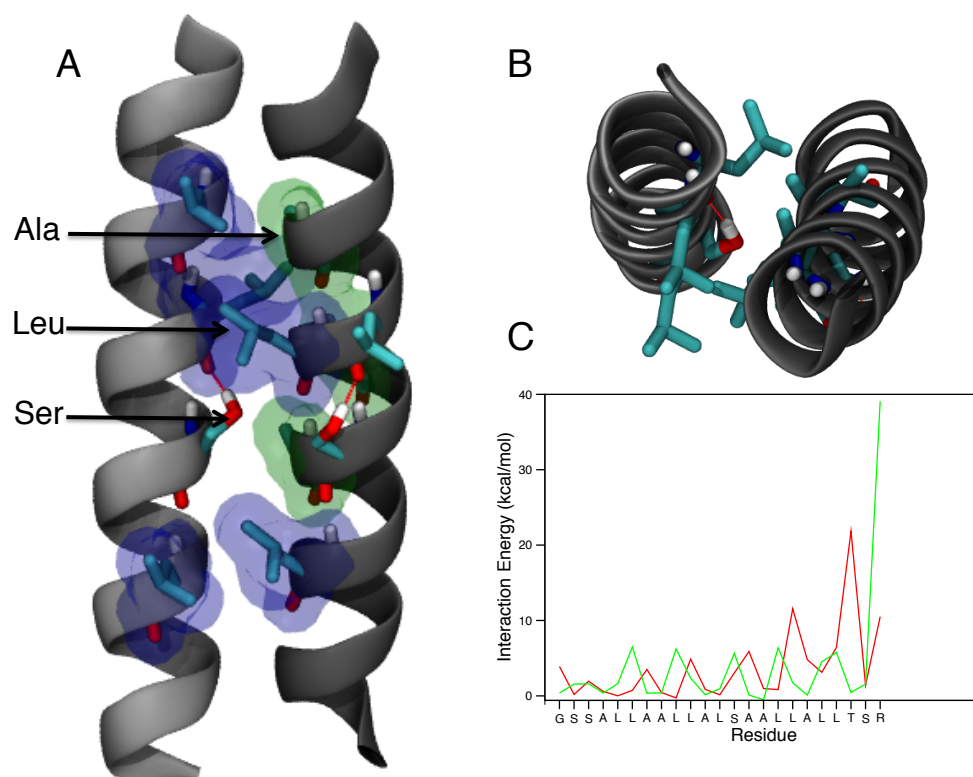 A
Ala
Leu
Ser
B
C
Interaction Energy (kcal/mol)
40
30
20
10
0
G S S A L L A A L L A L S A A L L A L L T S R
Residue